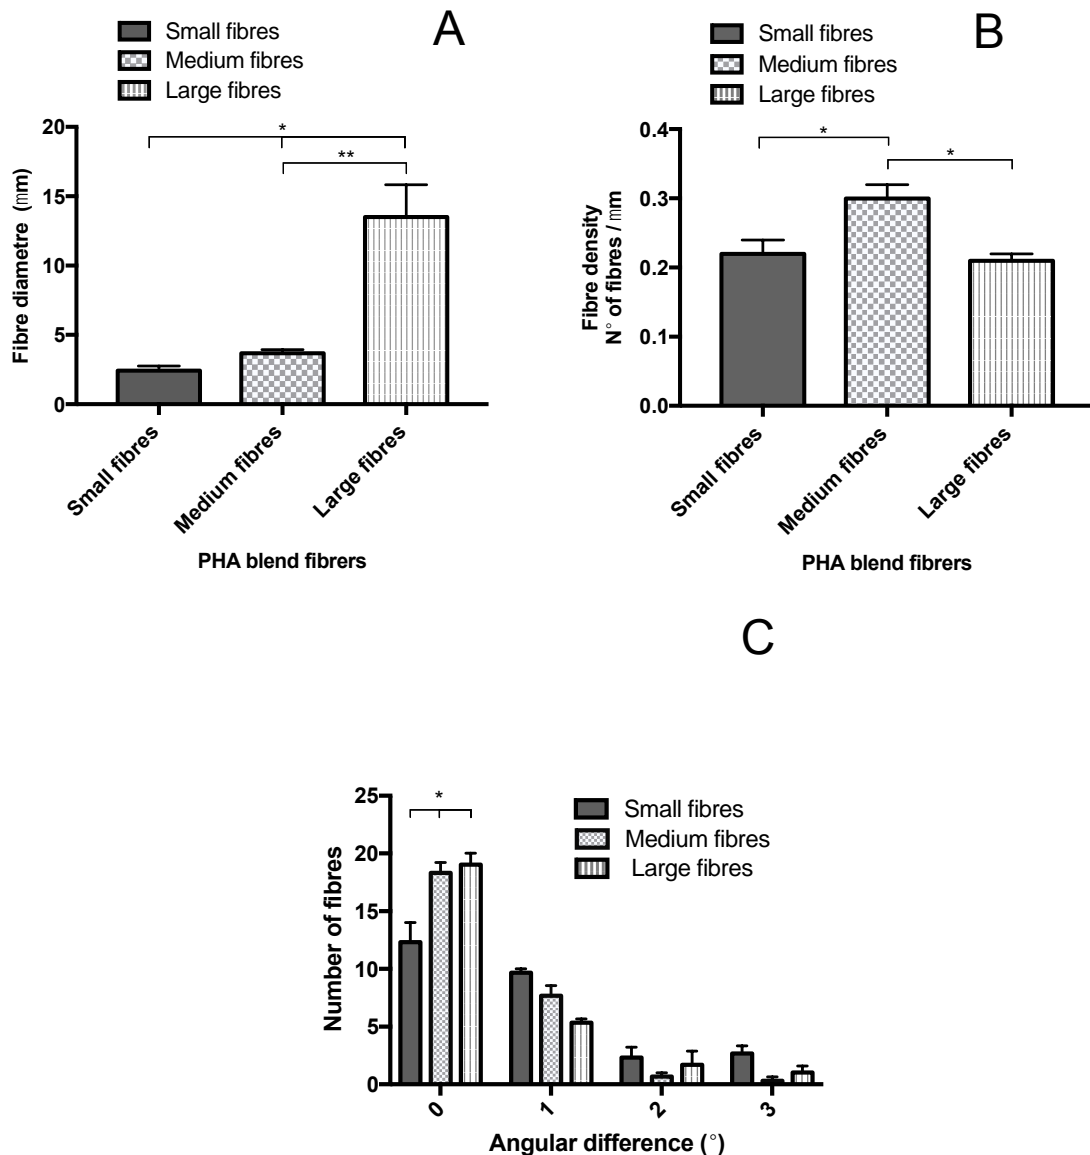 A
Small fibres
Medium fibres
Large fibres
20
15
10
5
0
Fibre diametre (mm)
*
**
Small fibres
Medium fibres
Large fibres
PHA blend fibrers
B
Small fibres
Medium fibres
Large fibres
0.4
0.3
0.2
0.1
0.0
Fibre density
N° of fibres / mm
*
*
Small fibres
Medium fibres
Large fibres
PHA blend fibrers
C
Small fibres
Medium fibres
Large fibres
25
20
15
10
5
0
Number of fibres
*
0
1
2
3
Angular difference (°)